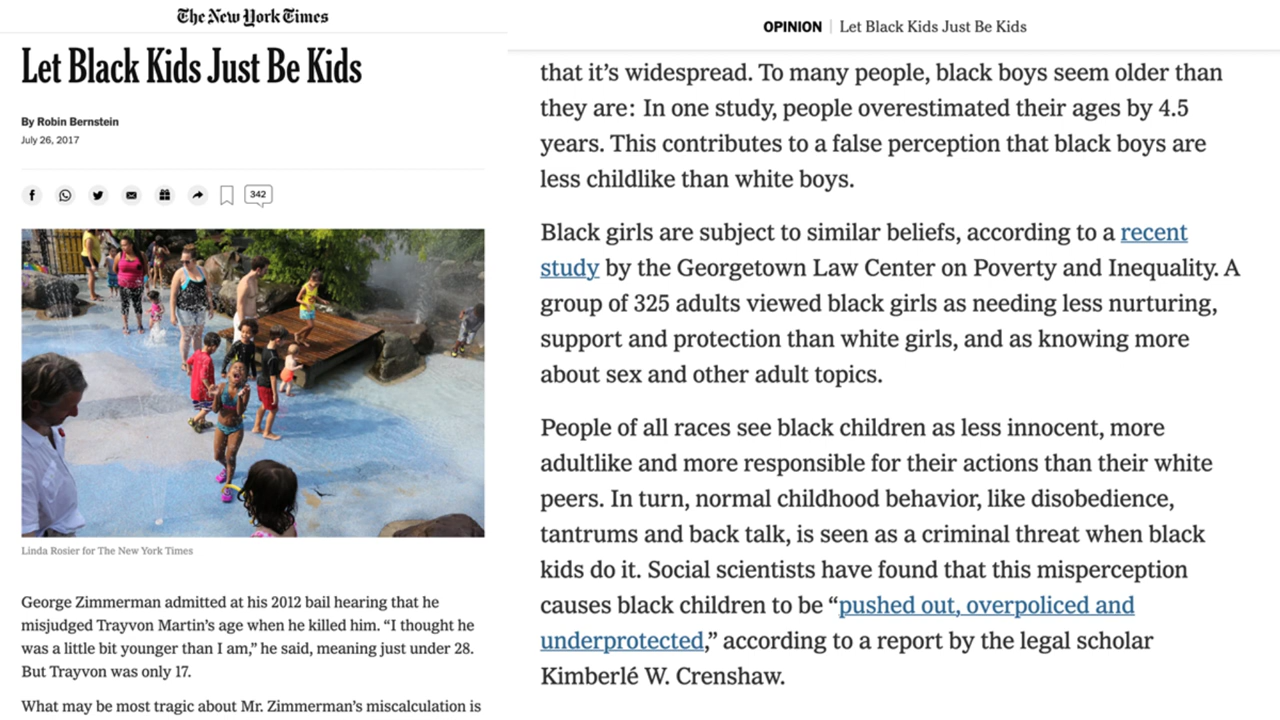 The New York Times
Let Black Kids Just Be Kids
By Robin Bernstein
July 26, 2017
342
Linda Rosier for The New York Times
George Zimmerman admitted at his 2012 bail hearing that he
misjudged Trayvon Martin’s age when he killed him. “I thought he
was a little bit younger than I am,” he said, meaning just under 28.
But Trayvon was only 17.
What may be most tragic about Mr. Zimmerman’s miscalculation is
OPINION | Let Black Kids Just Be Kids
that it’s widespread. To many people, black boys seem older than
they are: In one study, people overestimated their ages by 4.5
years. This contributes to a false perception that black boys are
less childlike than white boys.
Black girls are subject to similar beliefs, according to a recent
study by the Georgetown Law Center on Poverty and Inequality. A
group of 325 adults viewed black girls as needing less nurturing,
support and protection than white girls, and as knowing more
about sex and other adult topics.
People of all races see black children as less innocent, more
adultlike and more responsible for their actions than their white
peers. In turn, normal childhood behavior, like disobedience,
tantrums and back talk, is seen as a criminal threat when black
kids do it. Social scientists have found that this misperception
causes black children to be “pushed out, overpoliced and
underprotected,” according to a report by the legal scholar
Kimberlé W. Crenshaw.